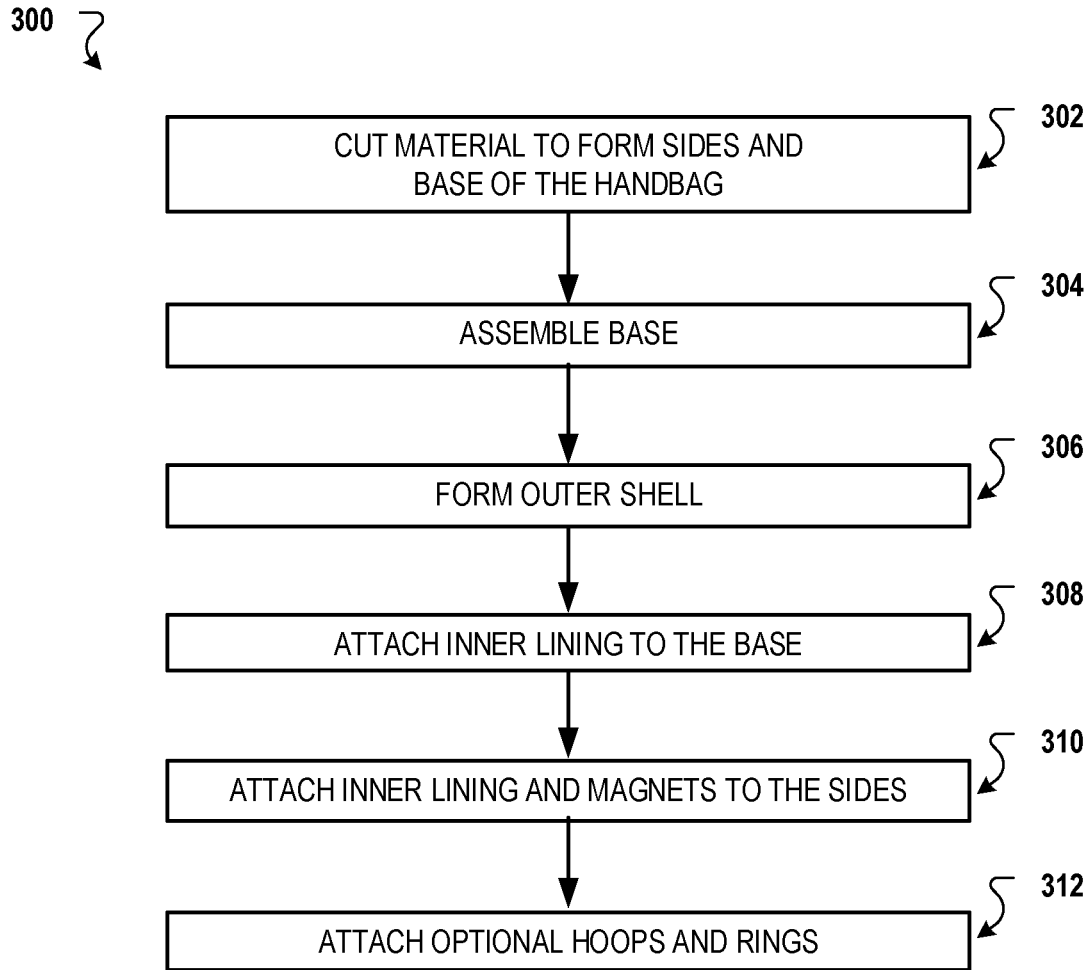 300
302
CUT MATERIAL TO FORM SIDES AND
BASE OF THE HANDBAG
304
ASSEMBLE BASE
306
FORM OUTER SHELL
308
ATTACH INNER LINING TO THE BASE
310
ATTACH INNER LINING AND MAGNETS TO THE SIDES
312
ATTACH OPTIONAL HOOPS AND RINGS